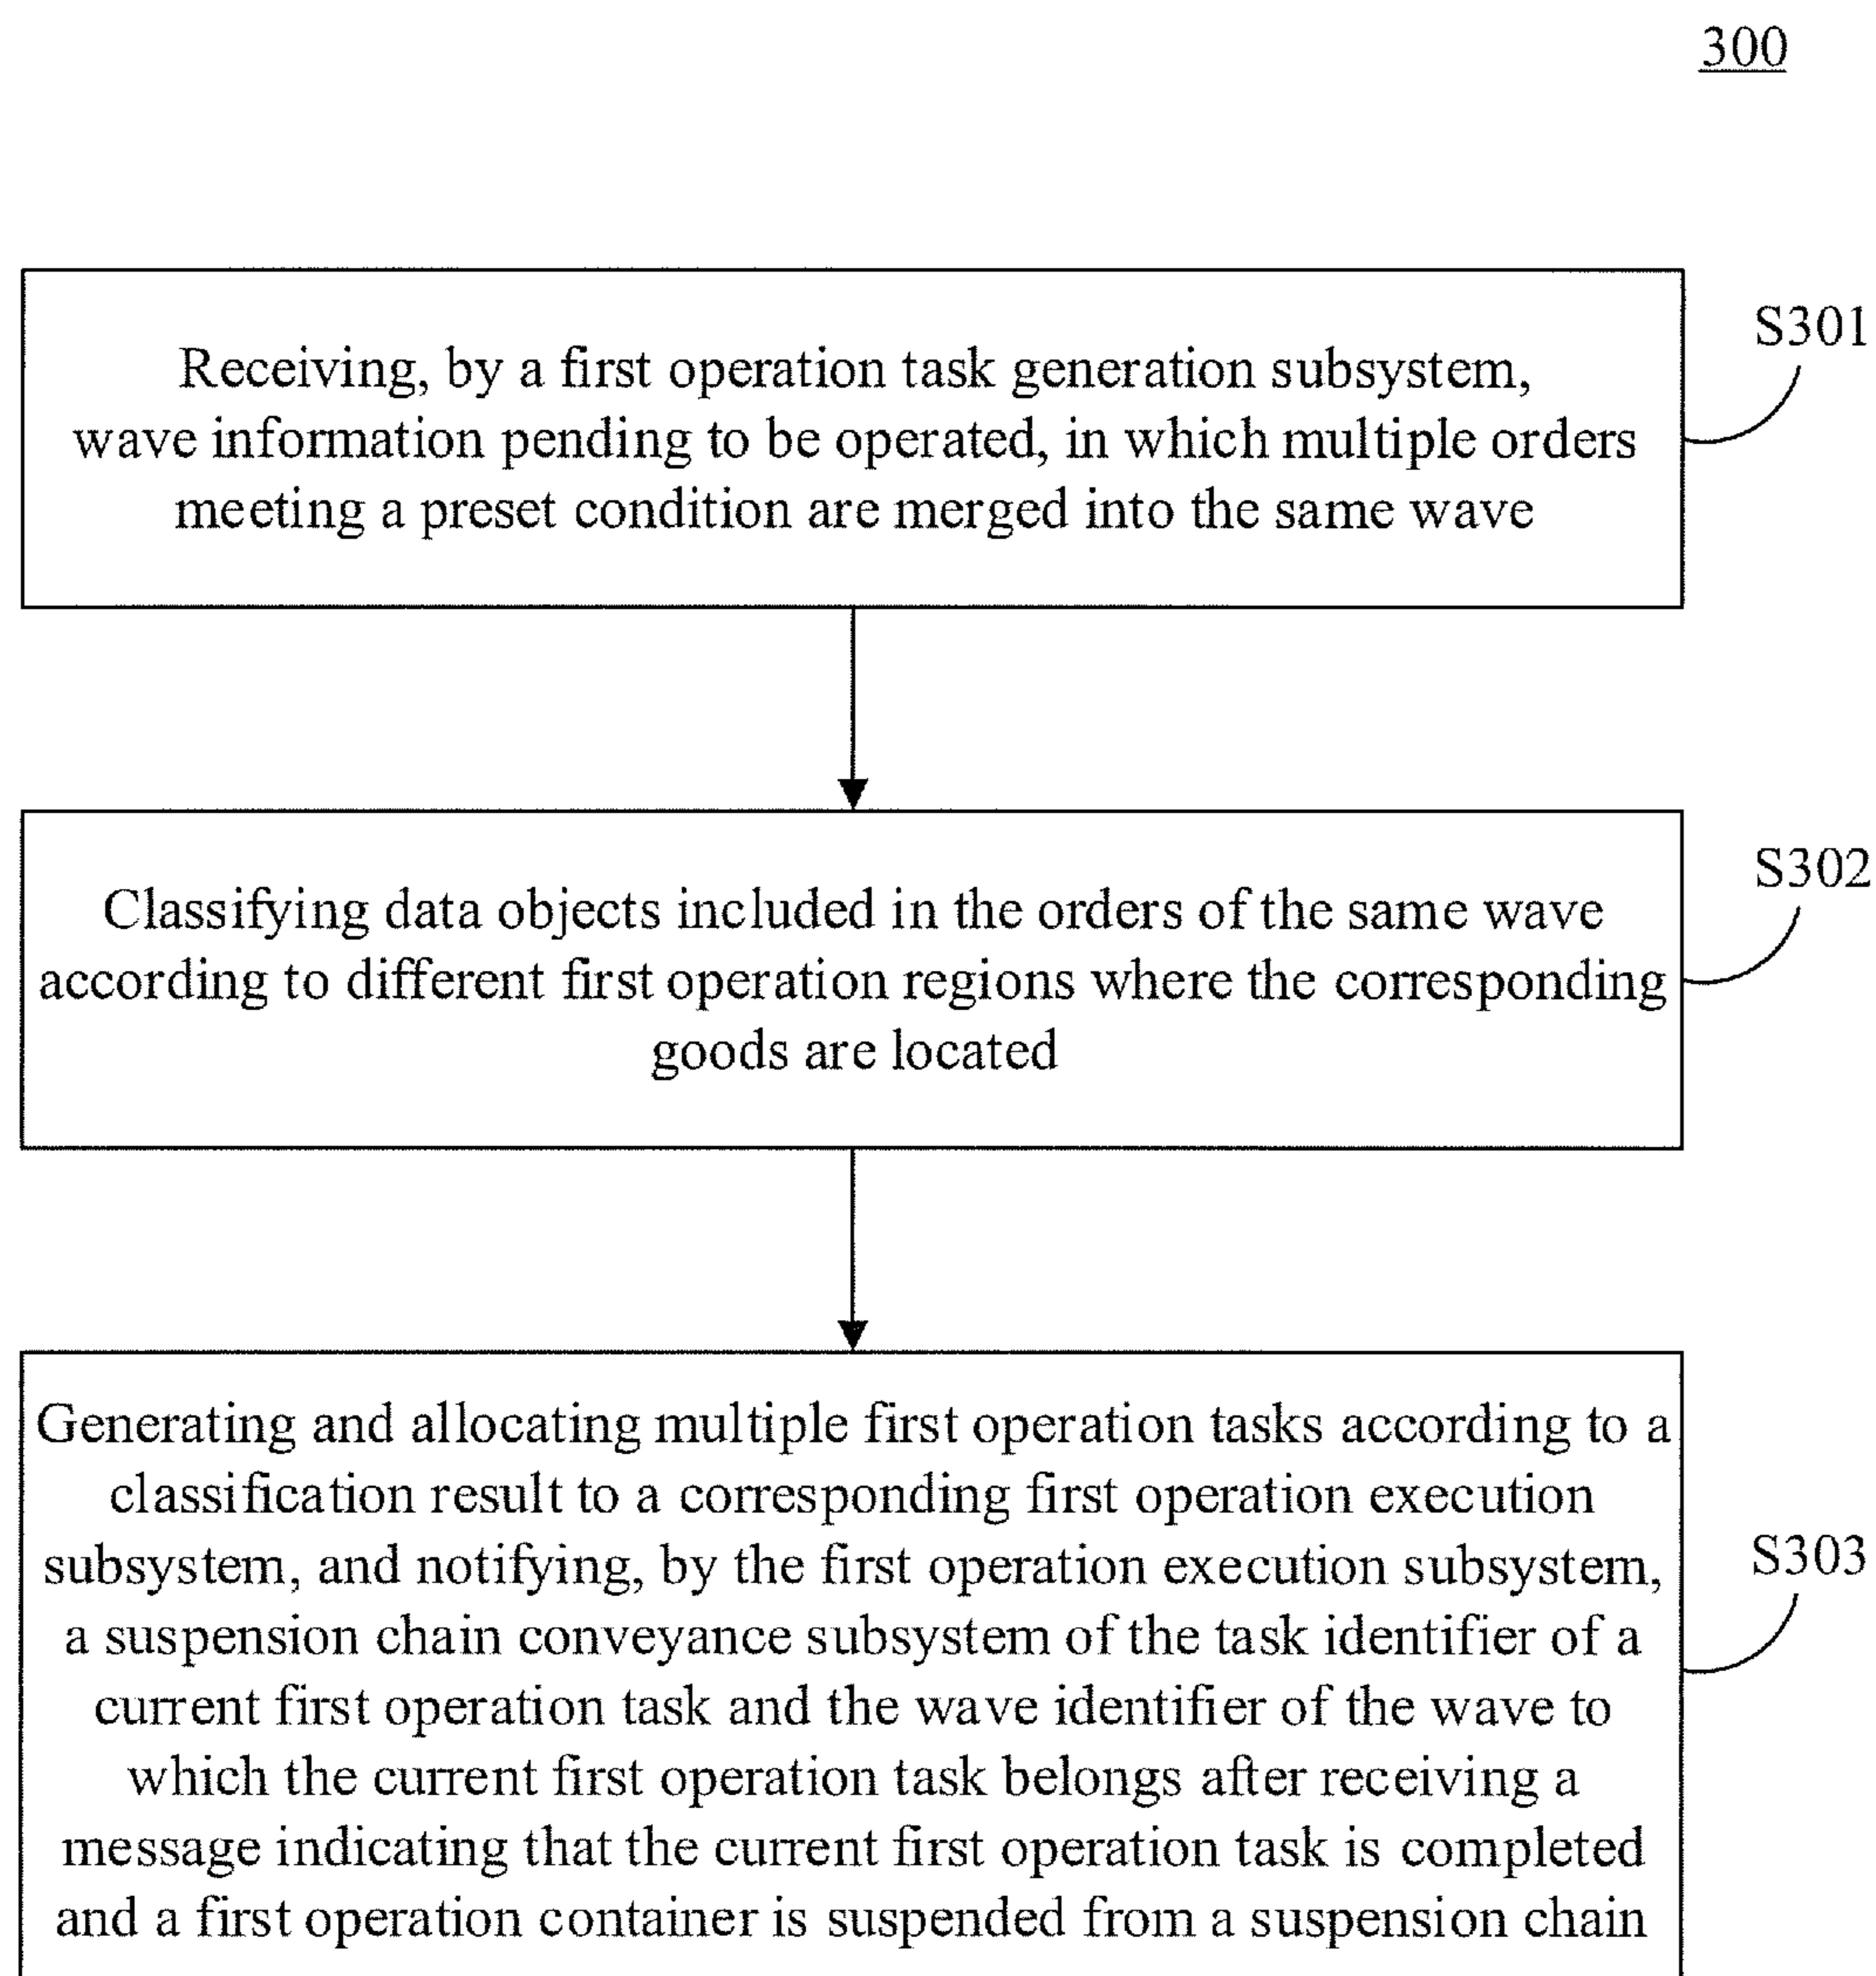 300
Receiving, by a first operation task generation subsystem,
wave information pending to be operated, in which multiple orders
meeting a preset condition are merged into the same wave
S301
Classifying data objects included in the orders of the same wave
according to different first operation regions where the corresponding
goods are located
S302
Generating and allocating multiple first operation tasks according to a
classification result to a corresponding first operation execution
subsystem, and notifying, by the first operation execution subsystem,
a suspension chain conveyance subsystem of the task identifier of a
current first operation task and the wave identifier of the wave to
which the current first operation task belongs after receiving a
message indicating that the current first operation task is completed
and a first operation container is suspended from a suspension chain
S303